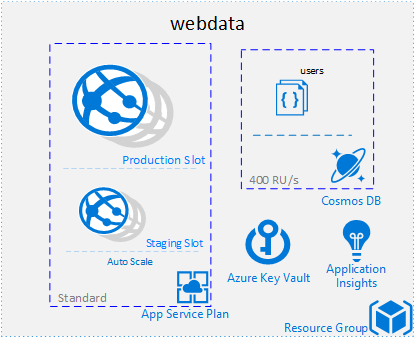 webdata
users
Production Slot
400 RU/s
Cosmos DB
Staging Slot
Auto Scale
Standard
App Service Plan
Azure Key Vault
Application
Insights
Resource Group